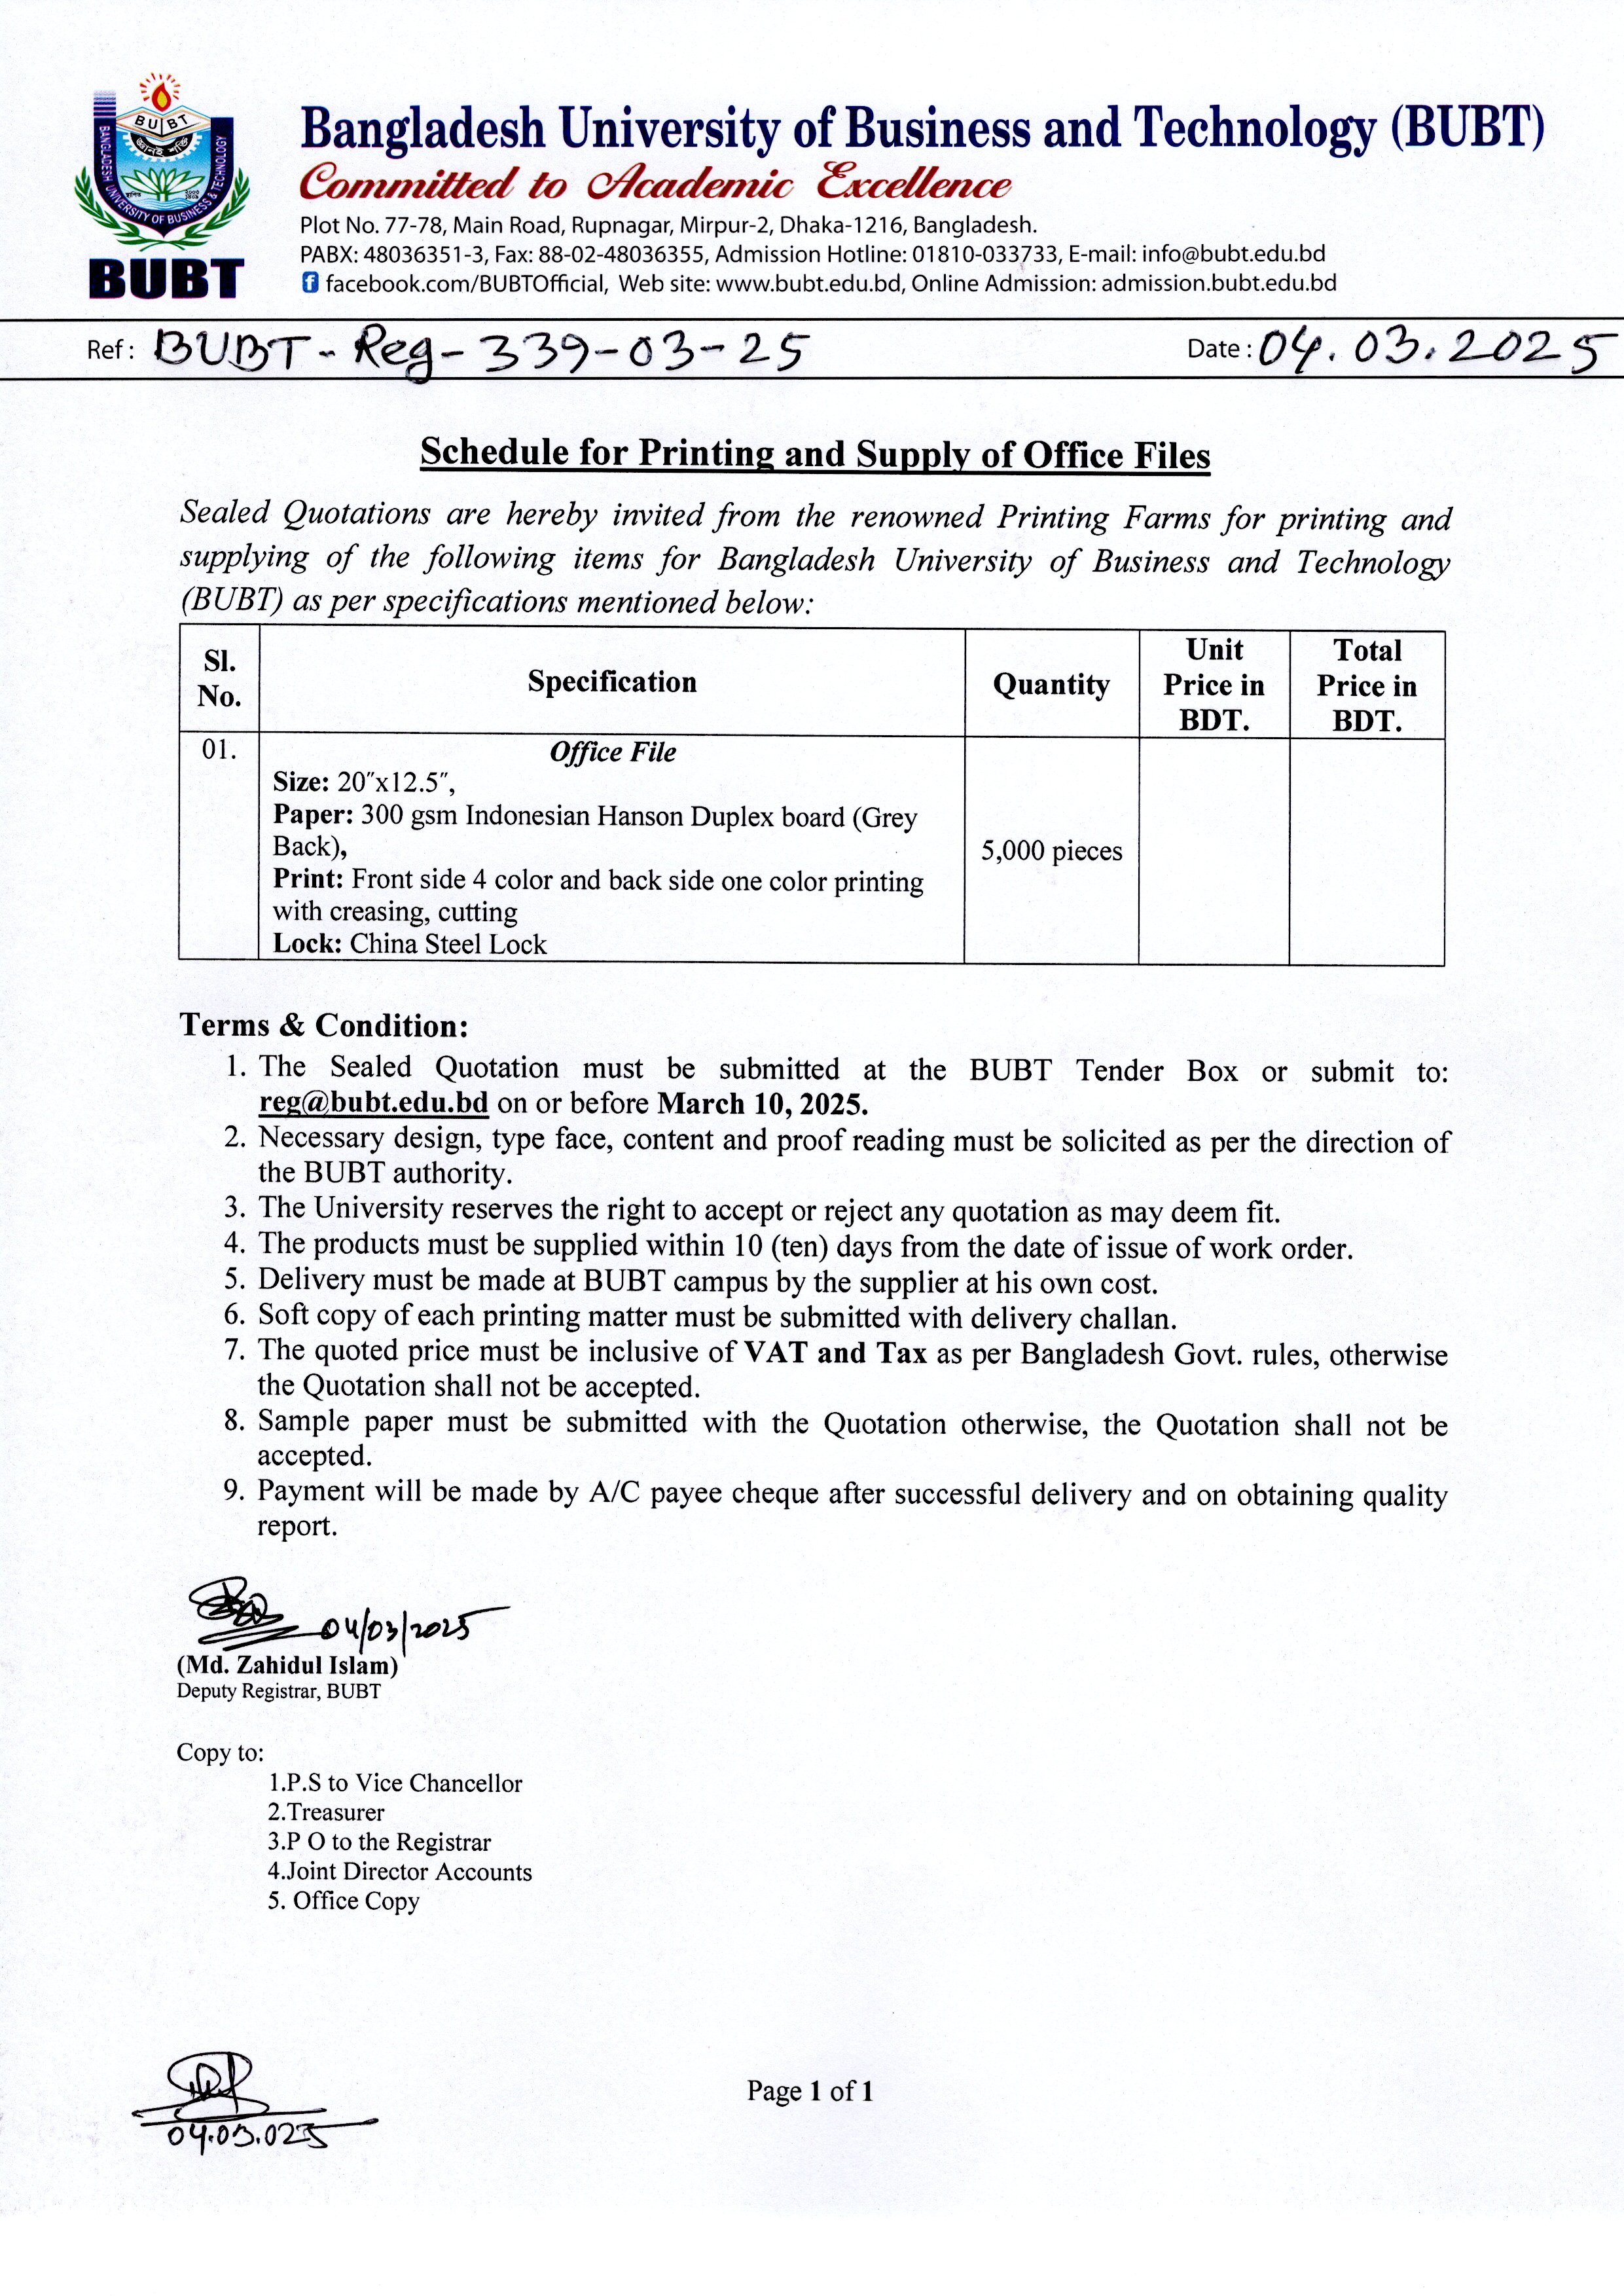 BUBT
জ্ঞানই শক্তি
BANGLADESH UNIVERSITY OF BUSINESS & TECHNOLOGY
BUBT
Bangladesh University of Business and Technology (BUBT)
Committed to Academic Excellence
Plot No. 77-78, Main Road, Rupnagar, Mirpur-2, Dhaka-1216, Bangladesh.
PABX: 48036351-3, Fax: 88-02-48036355, Admission Hotline: 01810-033733, E-mail: info@bubt.edu.bd
f facebook.com/BUBTOfficial, Web site: www.bubt.edu.bd, Online Admission: admission.bubt.edu.bd
Ref : BUBT-Reg-339-03-25 Date : 04.03.2025
Schedule for Printing and Supply of Office Files
Sealed Quotations are hereby invited from the renowned Printing Farms for printing and
supplying of the following items for Bangladesh University of Business and Technology
(BUBT) as per specifications mentioned below:
Sl. No. Specification Quantity Unit Price in BDT. Total Price in BDT.
01. Office File
Size: 20″x12.5″,
Paper: 300 gsm Indonesian Hanson Duplex board (Grey
Back),
5,000 pieces
Print: Front side 4 color and back side one color printing
with creasing, cutting
Lock: China Steel Lock
Terms & Condition:
1. The Sealed Quotation must be submitted at the BUBT Tender Box or submit to:
reg@bubt.edu.bd on or before March 10, 2025.
2. Necessary design, type face, content and proof reading must be solicited as per the direction of
the BUBT authority.
3. The University reserves the right to accept or reject any quotation as may deem fit.
4. The products must be supplied within 10 (ten) days from the date of issue of work order.
5. Delivery must be made at BUBT campus by the supplier at his own cost.
6. Soft copy of each printing matter must be submitted with delivery challan.
7. The quoted price must be inclusive of VAT and Tax as per Bangladesh Govt. rules, otherwise
the Quotation shall not be accepted.
8. Sample paper must be submitted with the Quotation otherwise, the Quotation shall not be
accepted.
9. Payment will be made by A/C payee cheque after successful delivery and on obtaining quality
report.
04/03/2025
(Md. Zahidul Islam)
Deputy Registrar, BUBT
Copy to:
1.P.S to Vice Chancellor
2.Treasurer
3.P O to the Registrar
4.Joint Director Accounts
5. Office Copy
Page 1 of 1
04.03.025